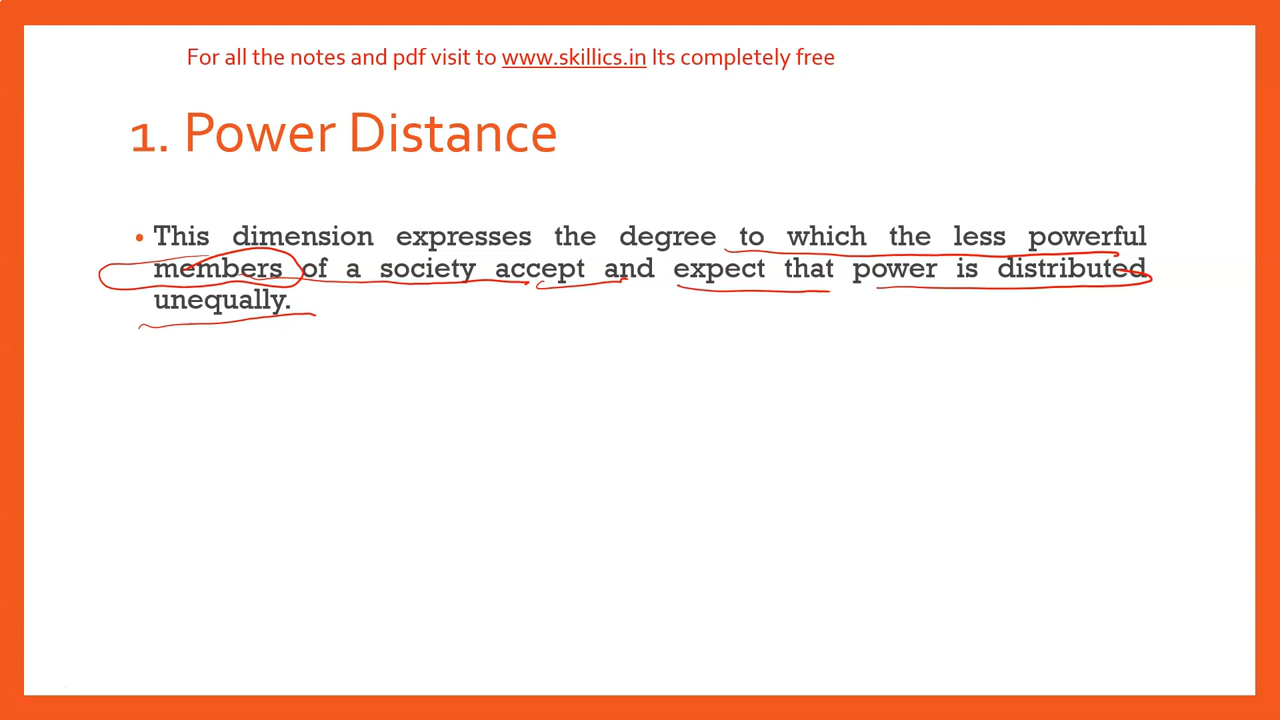 For all the notes and pdf visit to www.skillics.in Its completely free
1. Power Distance
• This dimension expresses the degree to which the less powerful
members of a society accept and expect that power is distributed
unequally.